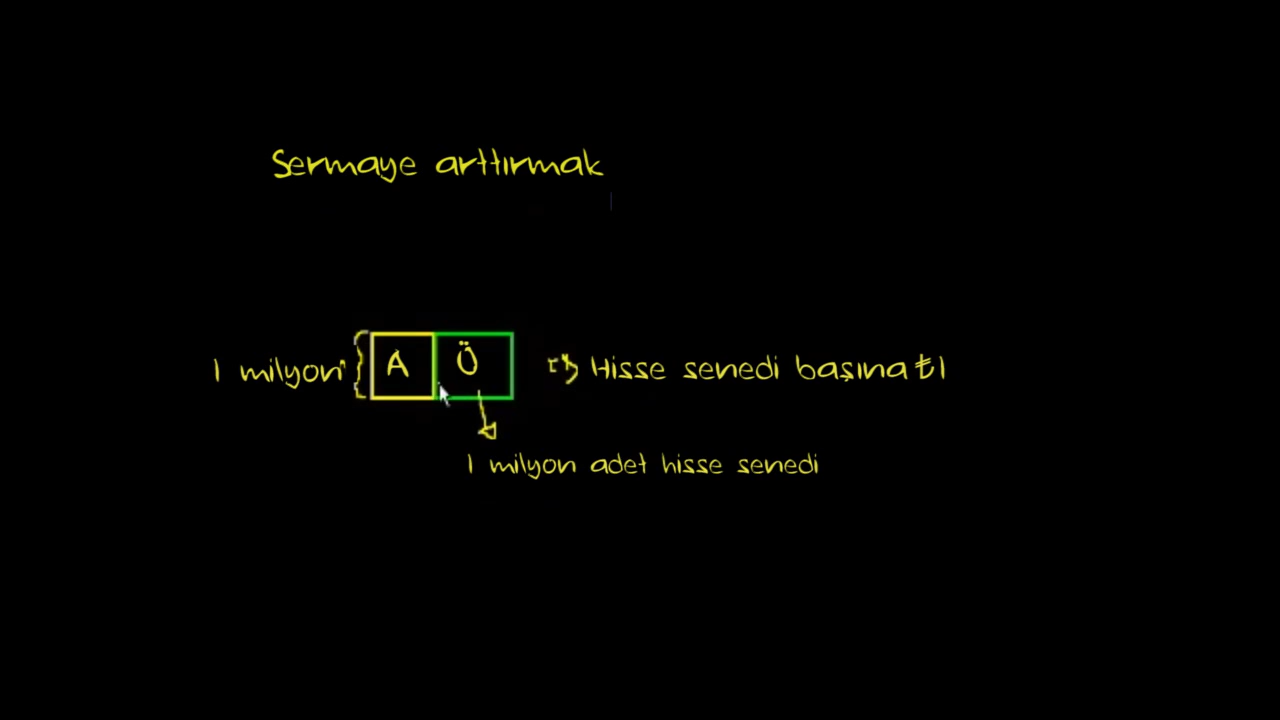 Sermaye arttırmak
1 milyon A Ü Hisse senedi başına ₺1
1 milyon adet hisse senedi